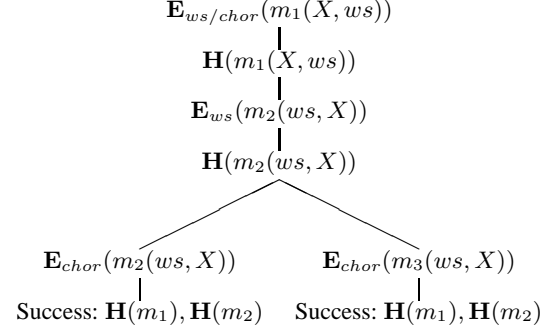 E_{ws/chor}(m_1(X, ws))
H(m_1(X, ws))
E_{ws}(m_2(ws, X))
H(m_2(ws, X))
E_{chor}(m_2(ws, X)) E_{chor}(m_3(ws, X))
Success: H(m_1), H(m_2) Success: H(m_1), H(m_2)